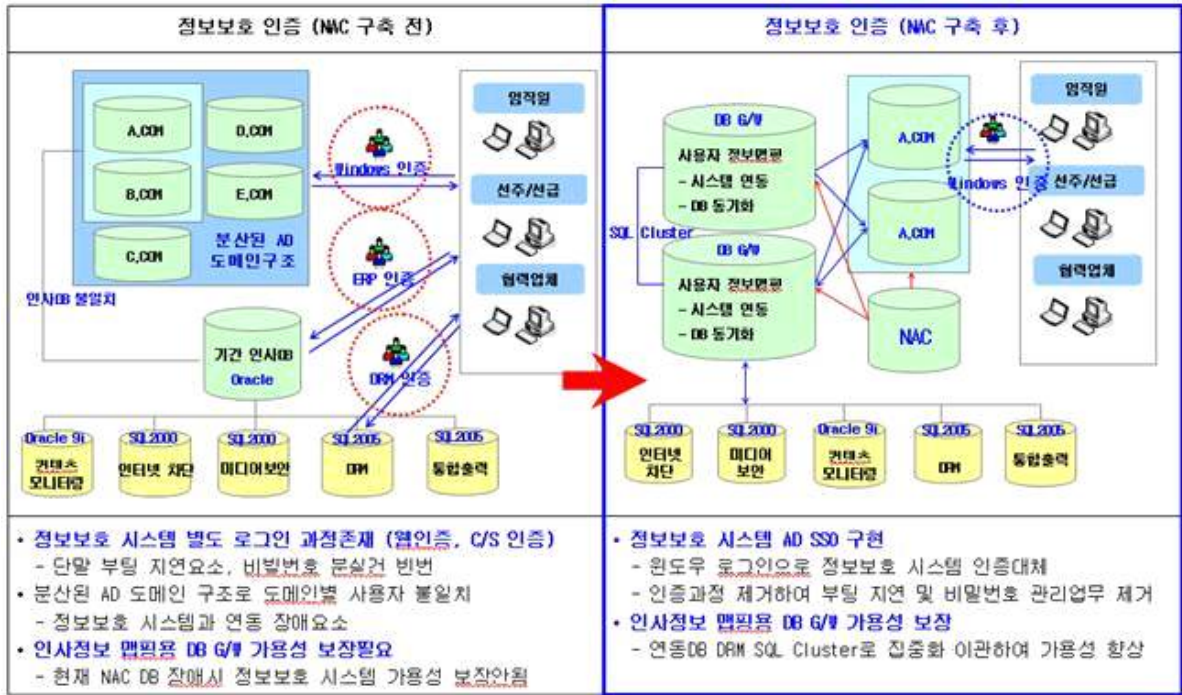 정보보호 인증 (NAC 구축 전)
A.COM
D.COM
B.COM
E.COM
C.COM
분산된 AD
도메인구조
인사DB 불일치
Windows 인증
ERP 인증
DRM 인증
임직원
선주/선급
협력업체
기간 인사DB
Oracle
Oracle 9i
컨텐츠
모니터링
SQL2000
인터넷 차단
SQL2000
미디어보안
SQL2005
DRM
SQL2005
통합출력
• 정보보호 시스템 별도 로그인 과정존재 (웹인증, C/S 인증)
- 단말 부팅 지연요소, 비빌번호 분실건 빈번
• 분산된 AD 도메인 구조로 도메인별 사용자 불일치
- 정보보호 시스템과 연동 장애요소
• 인사정보 맵핑용 DB G/W 가용성 보장필요
- 현재 NAC DB 장애시 정보보호 시스템 가용성 보장안됨
정보보호 인증 (NAC 구축 후)
DB G/W
사용자 정보맵핑
- 시스템 연동
- DB 동기화
SQL Cluster
DB G/W
사용자 정보맵핑
- 시스템 연동
- DB 동기화
A.COM
A.COM
NAC
Windows 인증
임직원
선주/선급
협력업체
SQL2000
인터넷
차단
SQL2000
미디어
보안
Oracle 9i
컨텐츠
모니터링
SQL2005
DRM
SQL2005
통합출력
• 정보보호 시스템 AD SSO 구현
- 윈도우 로그인으로 정보보호 시스템 인증대체
- 인증과정 제거하여 부팅 지연 및 비밀번호 관리업무 제거
• 인사정보 맵핑용 DB G/W 가용성 보장
- 연동DB DRM SQL Cluster로 집중화 이관하여 가용성 향상